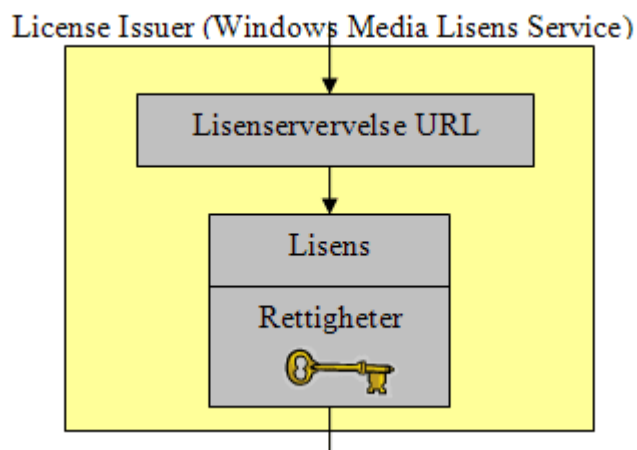 License Issuer (Windows Media Lisens Service)
Lisenservervelse URL
Lisens
Rettigheter